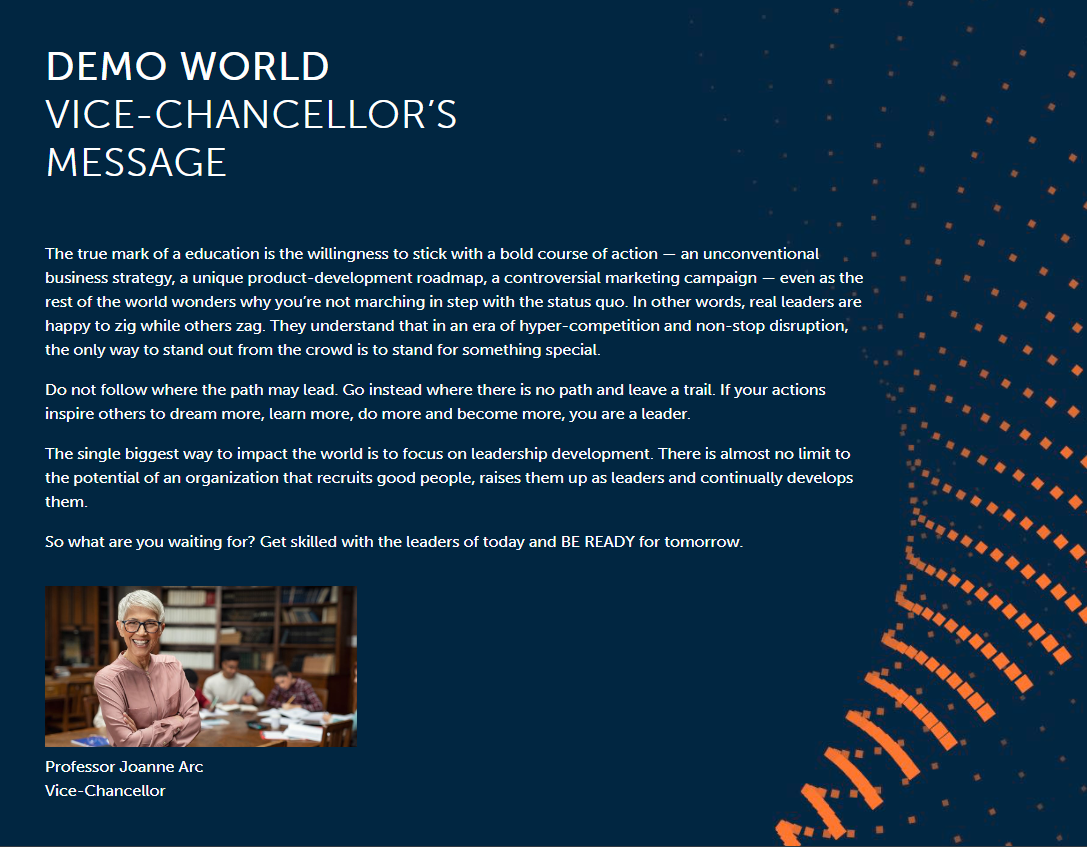 DEMO WORLD
VICE-CHANCELLOR’S
MESSAGE
The true mark of a education is the willingness to stick with a bold course of action — an unconventional
business strategy, a unique product-development roadmap, a controversial marketing campaign — even as the
rest of the world wonders why you’re not marching in step with the status quo. In other words, real leaders are
happy to zig while others zag. They understand that in an era of hyper-competition and non-stop disruption,
the only way to stand out from the crowd is to stand for something special.
Do not follow where the path may lead. Go instead where there is no path and leave a trail. If your actions
inspire others to dream more, learn more, do more and become more, you are a leader.
The single biggest way to impact the world is to focus on leadership development. There is almost no limit to
the potential of an organization that recruits good people, raises them up as leaders and continually develops
them.
So what are you waiting for? Get skilled with the leaders of today and BE READY for tomorrow.
Professor Joanne Arc
Vice-Chancellor